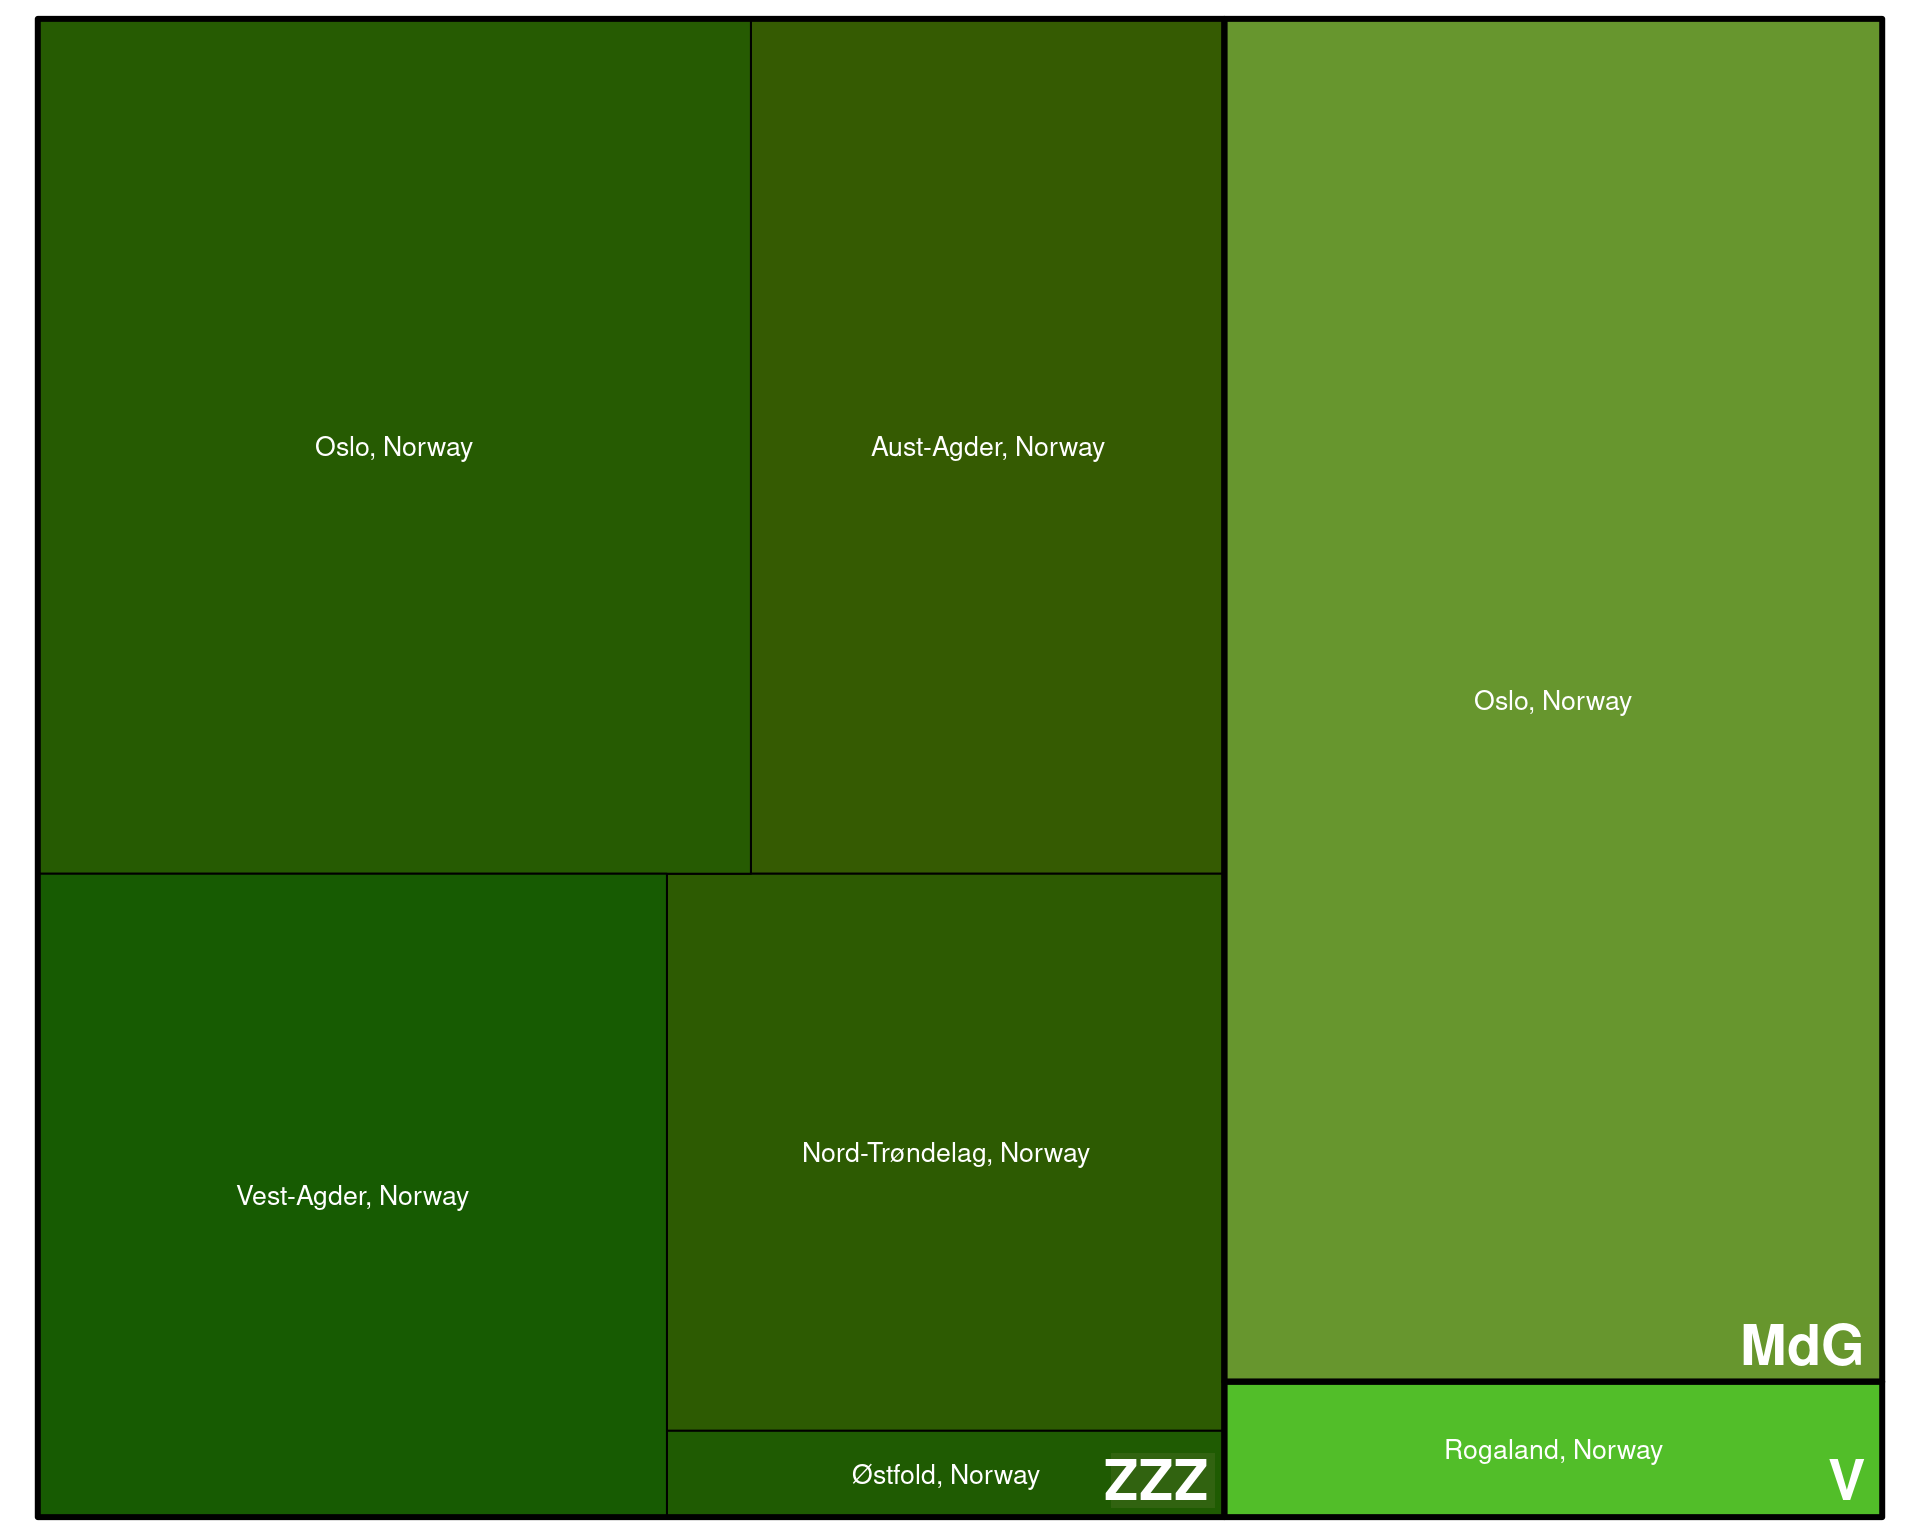 Oslo, Norway
Aust-Agder, Norway
Vest-Agder, Norway
Nord-Trøndelag, Norway
Østfold, Norway
ZZZ
Oslo, Norway
MdG
Rogaland, Norway
V